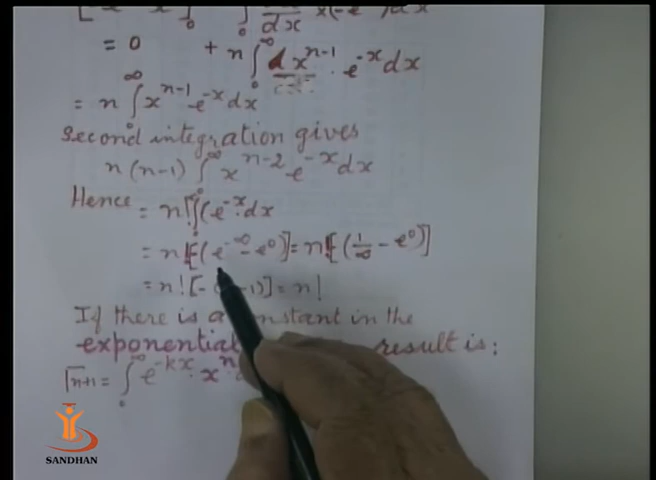 dx
= 0 + n ∫₀^∞ x^{n-1} · e^{-x} dx
= n ∫₀^∞ x^{n-1} e^{-x} dx
Second integration gives
n (n-1) ∫₀^∞ x^{n-2} e^{-x} dx
Hence = n! ∫₀^∞ (e^{-x} · dx
= n! [-(e^{-∞} - e^0)] = n! [-(1/∞ - e^0)]
= n! [- -1)] = n!
If there is a constant in the
exponential result is:
Γn+1 = ∫₀^∞ e^{-kx} · x^n
SANDHAN